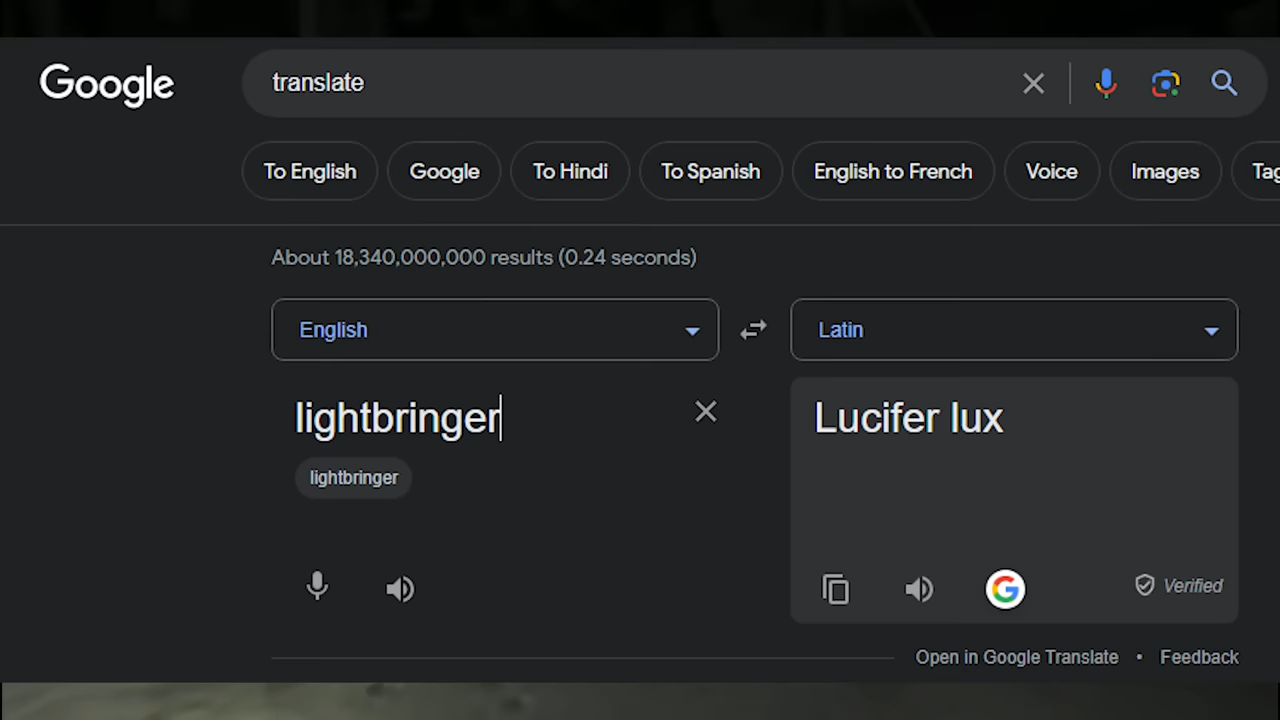 Google
translate
To English
Google
To Hindi
To Spanish
English to French
Voice
Images
About 18,340,000,000 results (0.24 seconds)
English
Latin
lightbringer
Lucifer lux
lightbringer
Verified
Open in Google Translate • Feedback